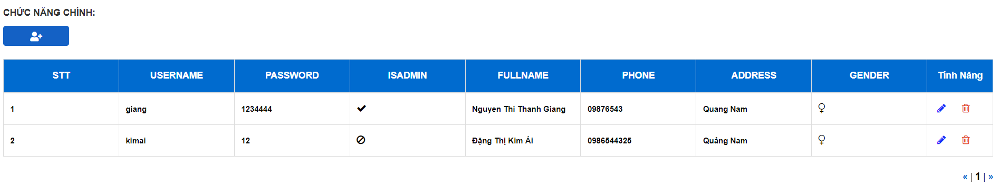 CHỨC NĂNG CHÍNH:
STT USERNAME PASSWORD ISADMIN FULLNAME PHONE ADDRESS GENDER Tính Năng
1 giang 1234444 Nguyen Thi Thanh Giang 09876543 Quang Nam
2 kimai 12 Đặng Thị Kim Ái 0986544325 Quảng Nam
« | 1 | »